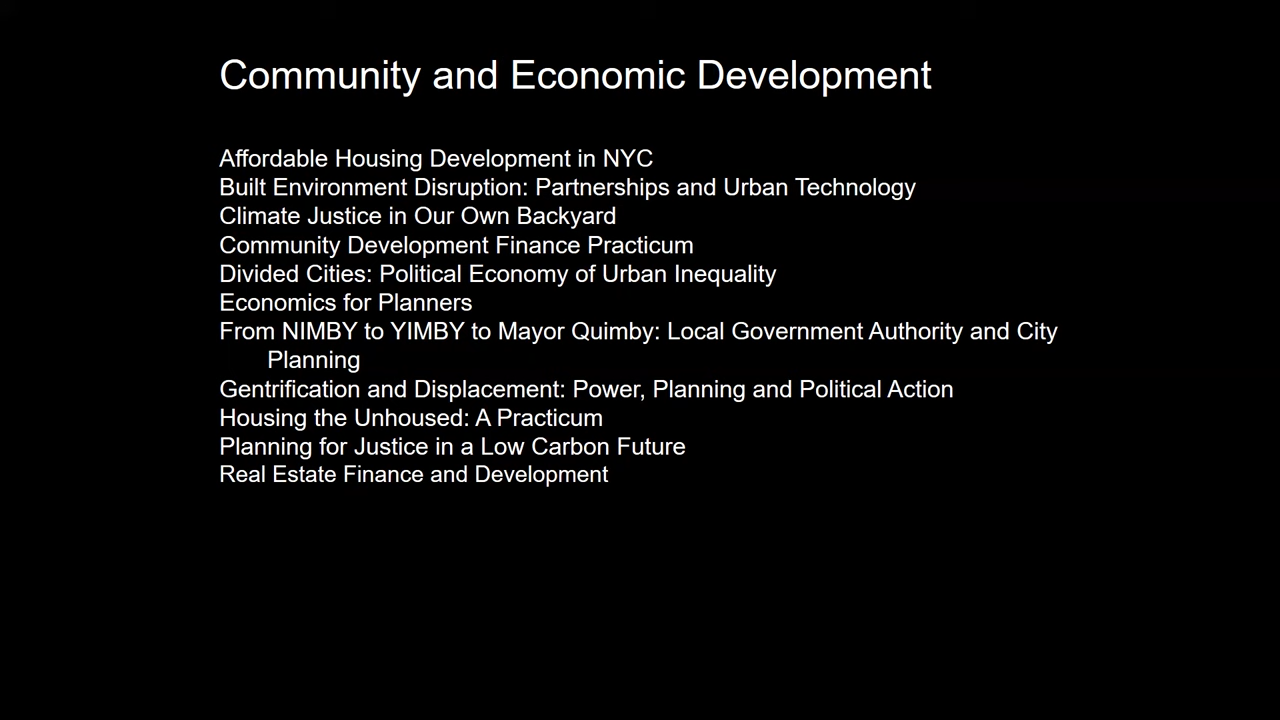 Community and Economic Development
Affordable Housing Development in NYC
Built Environment Disruption: Partnerships and Urban Technology
Climate Justice in Our Own Backyard
Community Development Finance Practicum
Divided Cities: Political Economy of Urban Inequality
Economics for Planners
From NIMBY to YIMBY to Mayor Quimby: Local Government Authority and City
Planning
Gentrification and Displacement: Power, Planning and Political Action
Housing the Unhoused: A Practicum
Planning for Justice in a Low Carbon Future
Real Estate Finance and Development